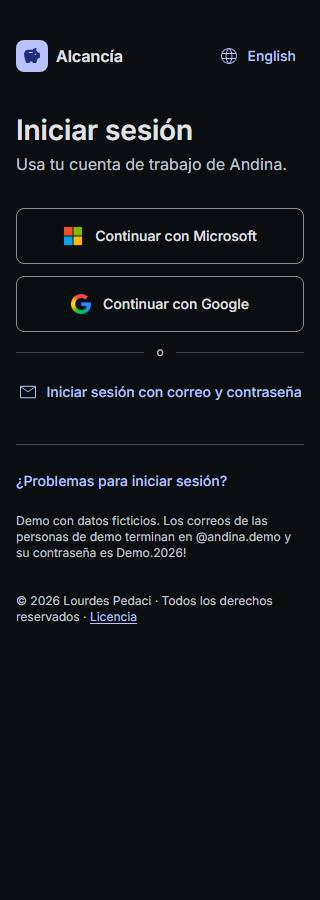 Alcancía
English
Iniciar sesión
Usa tu cuenta de trabajo de Andina.
Continuar con Microsoft
Continuar con Google
o
Iniciar sesión con correo y contraseña
¿Problemas para iniciar sesión?
Demo con datos ficticios. Los correos de las
personas de demo terminan en @andina.demo y
su contraseña es Demo.2026!
© 2026 Lourdes Pedaci · Todos los derechos
reservados · Licencia